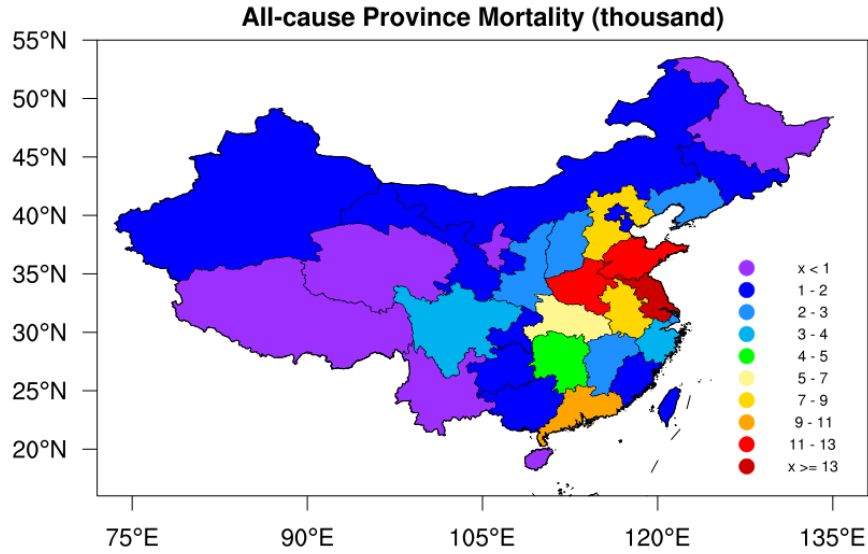 All-cause Province Mortality (thousand)
55°N
50°N
45°N
40°N
35°N
30°N
25°N
20°N
x < 1
1 - 2
2 - 3
3 - 4
4 - 5
5 - 7
7 - 9
9 - 11
11 - 13
x >= 13
75°E 90°E 105°E 120°E 135°E